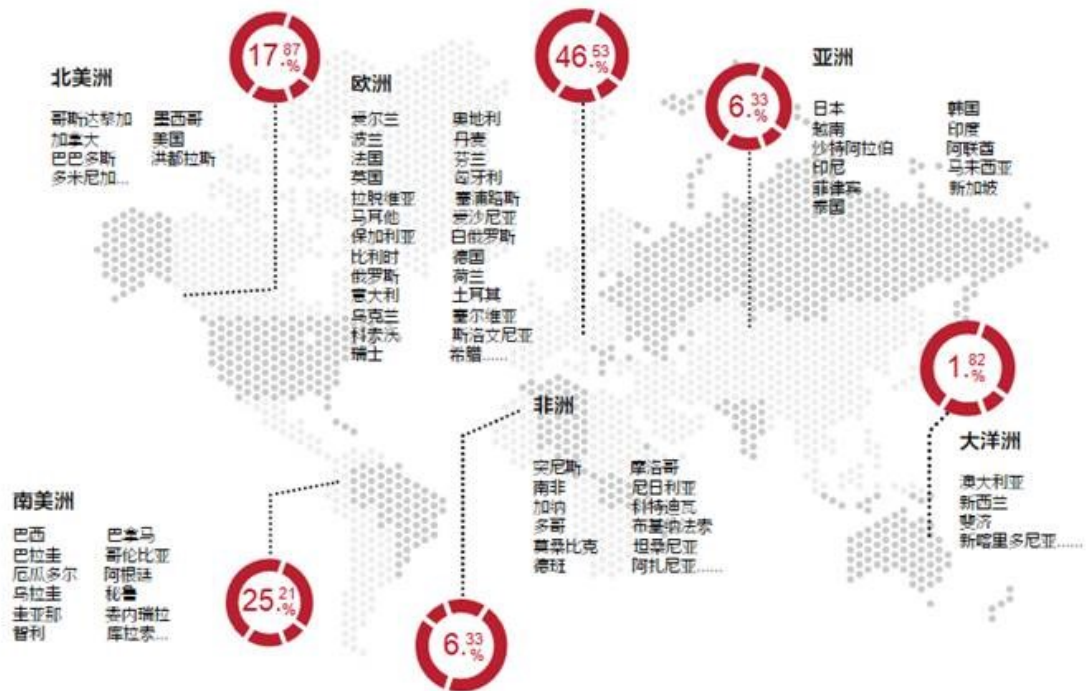 17.87%
北美洲
哥斯达黎加 墨西哥
加拿大 美国
巴巴多斯 洪都拉斯
多米尼加...
46.53%
欧洲
爱尔兰 奥地利
波兰 丹麦
法国 芬兰
英国 匈牙利
拉脱维亚 塞浦路斯
马耳他 爱沙尼亚
保加利亚 白俄罗斯
比利时 德国
俄罗斯 荷兰
意大利 土耳其
乌克兰 塞尔维亚
科索沃 斯洛文尼亚
瑞士 希腊......
6.33%
亚洲
日本 韩国
越南 印度
沙特阿拉伯 阿联酋
印尼 马来西亚
菲律宾 新加坡
泰国
1.82%
大洋洲
澳大利亚
新西兰
斐济
新喀里多尼亚......
非洲
突尼斯 摩洛哥
南非 尼日利亚
加纳 科特迪瓦
多哥 布基纳法索
莫桑比克 坦桑尼亚
德班 阿扎尼亚......
6.33%
南美洲
巴西 巴拿马
巴拉圭 哥伦比亚
厄瓜多尔 阿根廷
乌拉圭 秘鲁
圭亚那 委内瑞拉
智利 库拉索...
25.21%